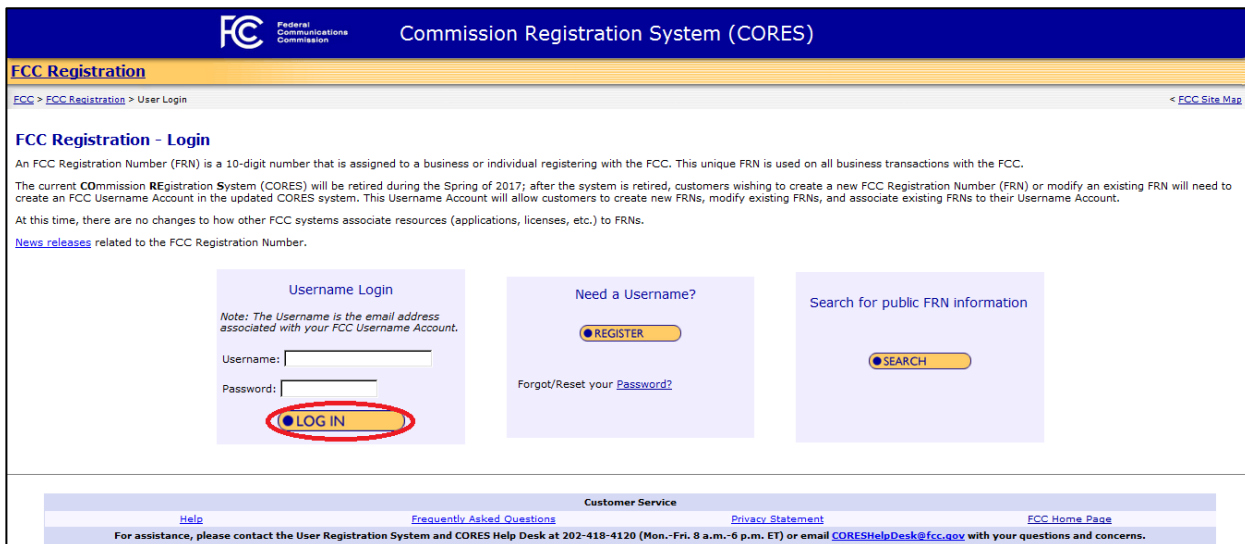 FCC Federal Communications Commission
Commission Registration System (CORES)
FCC Registration
FCC > FCC Registration > User Login
< FCC Site Map
FCC Registration - Login
An FCC Registration Number (FRN) is a 10-digit number that is assigned to a business or individual registering with the FCC. This unique FRN is used on all business transactions with the FCC.
The current COmmission REgistration System (CORES) will be retired during the Spring of 2017; after the system is retired, customers wishing to create a new FCC Registration Number (FRN) or modify an existing FRN will need to
create an FCC Username Account in the updated CORES system. This Username Account will allow customers to create new FRNs, modify existing FRNs, and associate existing FRNs to their Username Account.
At this time, there are no changes to how other FCC systems associate resources (applications, licenses, etc.) to FRNs.
News releases related to the FCC Registration Number.
Username Login
Note: The Username is the email address
associated with your FCC Username Account.
Username:
Password:
LOG IN
Need a Username?
REGISTER
Forgot/Reset your Password?
Search for public FRN information
SEARCH
Customer Service
Help
Frequently Asked Questions
Privacy Statement
FCC Home Page
For assistance, please contact the User Registration System and CORES Help Desk at 202-418-4120 (Mon.-Fri. 8 a.m.-6 p.m. ET) or email CORESHelpDesk@fcc.gov with your questions and concerns.